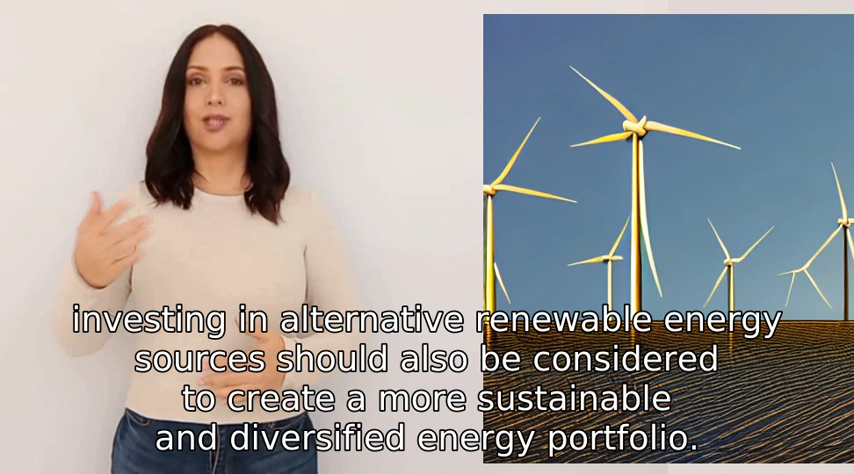 investing in alternative renewable energy
sources should also be considered
to create a more sustainable
and diversified energy portfolio.